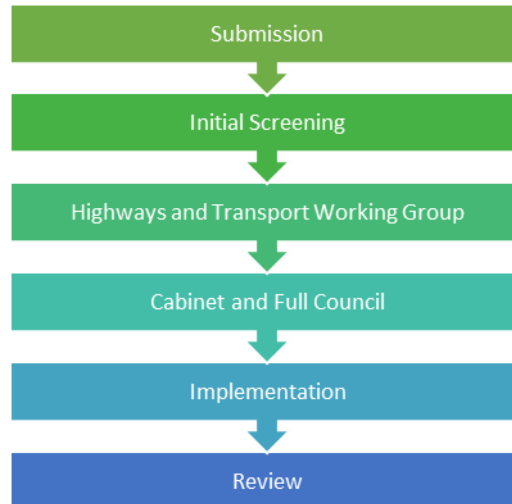 Submission
Initial Screening
Highways and Transport Working Group
Cabinet and Full Council
Implementation
Review